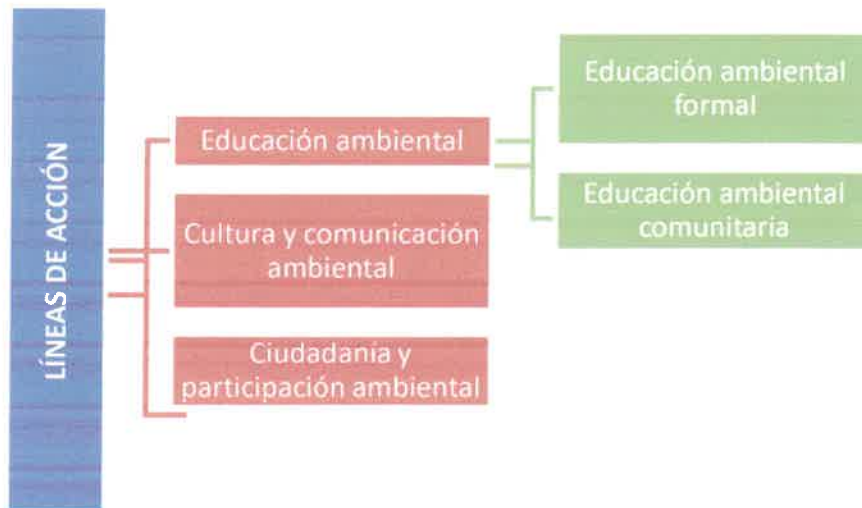 LÍNEAS DE ACCIÓN
Educación ambiental
Cultura y comunicación
ambiental
Ciudadanía y
participación ambiental
Educación ambiental
formal
Educación ambiental
comunitaria